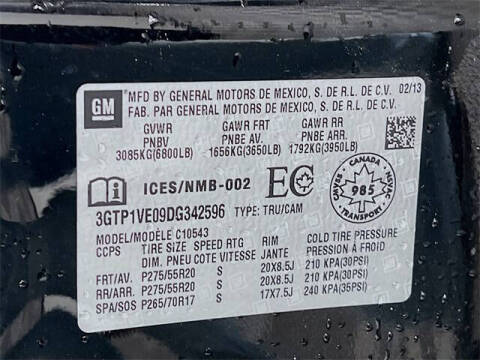 GM
MFD BY GENERAL MOTORS DE MEXICO, S. DE R.L. DE C.V. 02/13
FAB. PAR GENERAL MOTORS DE MEXICO, S. DE R.L. DE C.V.
GVWR GAWR FRT GAWR RR
PNBV PNBE AV. PNBE ARR.
3085KG(6800LB) 1656KG(3650LB) 1792KG(3950LB)
ICES/NMB-002 EC
CANADA
CMVSS NSVAC
985
TRANSPORT
3GTP1VE09DG342596 TYPE: TRU/CAM
MODEL/MODÈLE C10543
CCPS TIRE SIZE SPEED RTG RIM COLD TIRE PRESSURE
DIM. PNEU COTE VITESSE JANTE PRESSION À FROID
FRT/AV. P275/55R20 S 20X8.5J 210 KPA(30PSI)
RR/ARR. P275/55R20 S 20X8.5J 210 KPA(30PSI)
SPA/SOS P265/70R17 S 17X7.5J 240 KPA(35PSI)